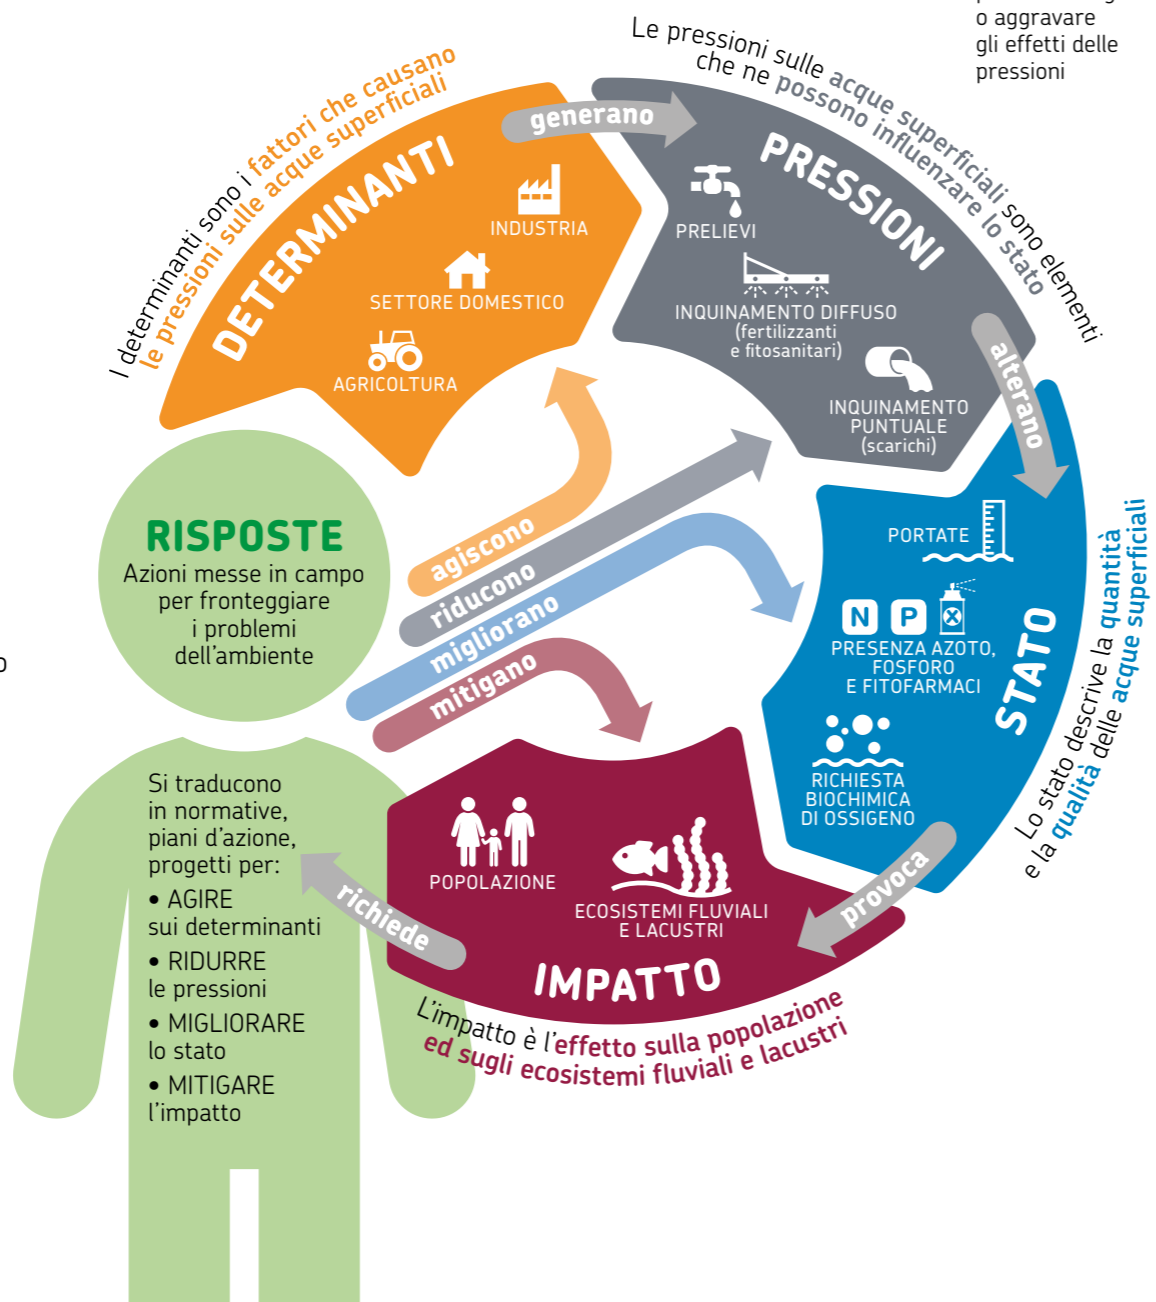 o aggravare
gli effetti delle
pressioni
I determinanti sono i fattori che causano
le pressioni sulle acque superficiali
DETERMINANTI
INDUSTRIA
SETTORE DOMESTICO
AGRICOLTURA
generano
Le pressioni sulle acque superficiali sono elementi
che ne possono influenzare lo stato
PRESSIONI
PRELIEVI
INQUINAMENTO DIFFUSO
(fertilizzanti
e fitosanitari)
INQUINAMENTO
PUNTUALE
(scarichi)
alterano
STATO
PORTATE
N P
PRESENZA AZOTO,
FOSFORO
E FITOFARMACI
RICHIESTA
BIOCHIMICA
DI OSSIGENO
Lo stato descrive la quantità
e la qualità delle acque superficiali
provoca
POPOLAZIONE
ECOSISTEMI FLUVIALI
E LACUSTRI
IMPATTO
L'impatto è l'effetto sulla popolazione
ed sugli ecosistemi fluviali e lacustri
richiede
RISPOSTE
Azioni messe in campo
per fronteggiare
i problemi
dell'ambiente
agiscono
riducono
migliorano
mitigano
Si traducono
in normative,
piani d'azione,
progetti per:
• AGIRE
sui determinanti
• RIDURRE
le pressioni
• MIGLIORARE
lo stato
• MITIGARE
l'impatto